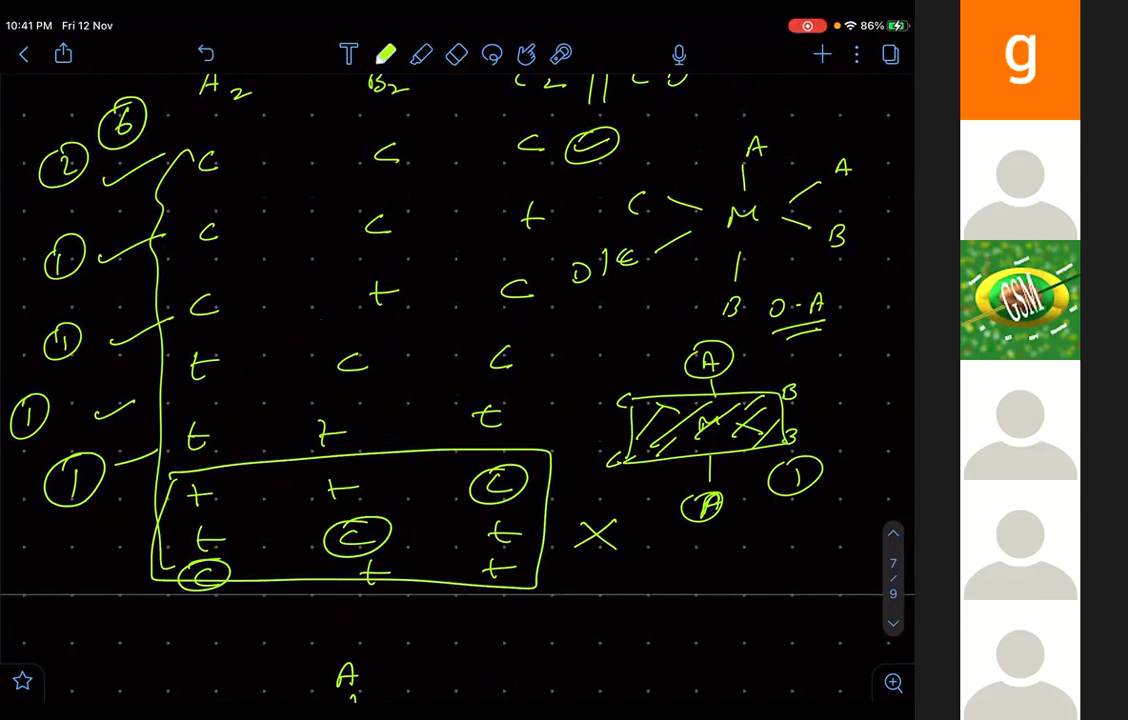 10:41 PM Fri 12 Nov
86%
T
g
A2 B2 C2 || C D
6
2 c c c
1 c c t
1 c t c
1 t c c
1 t t t
t t c
t c t
c t t
X
A
C A
M
D/E B
B D-A
A
C B
M
C B
A
1
GSM
7
/
9
A